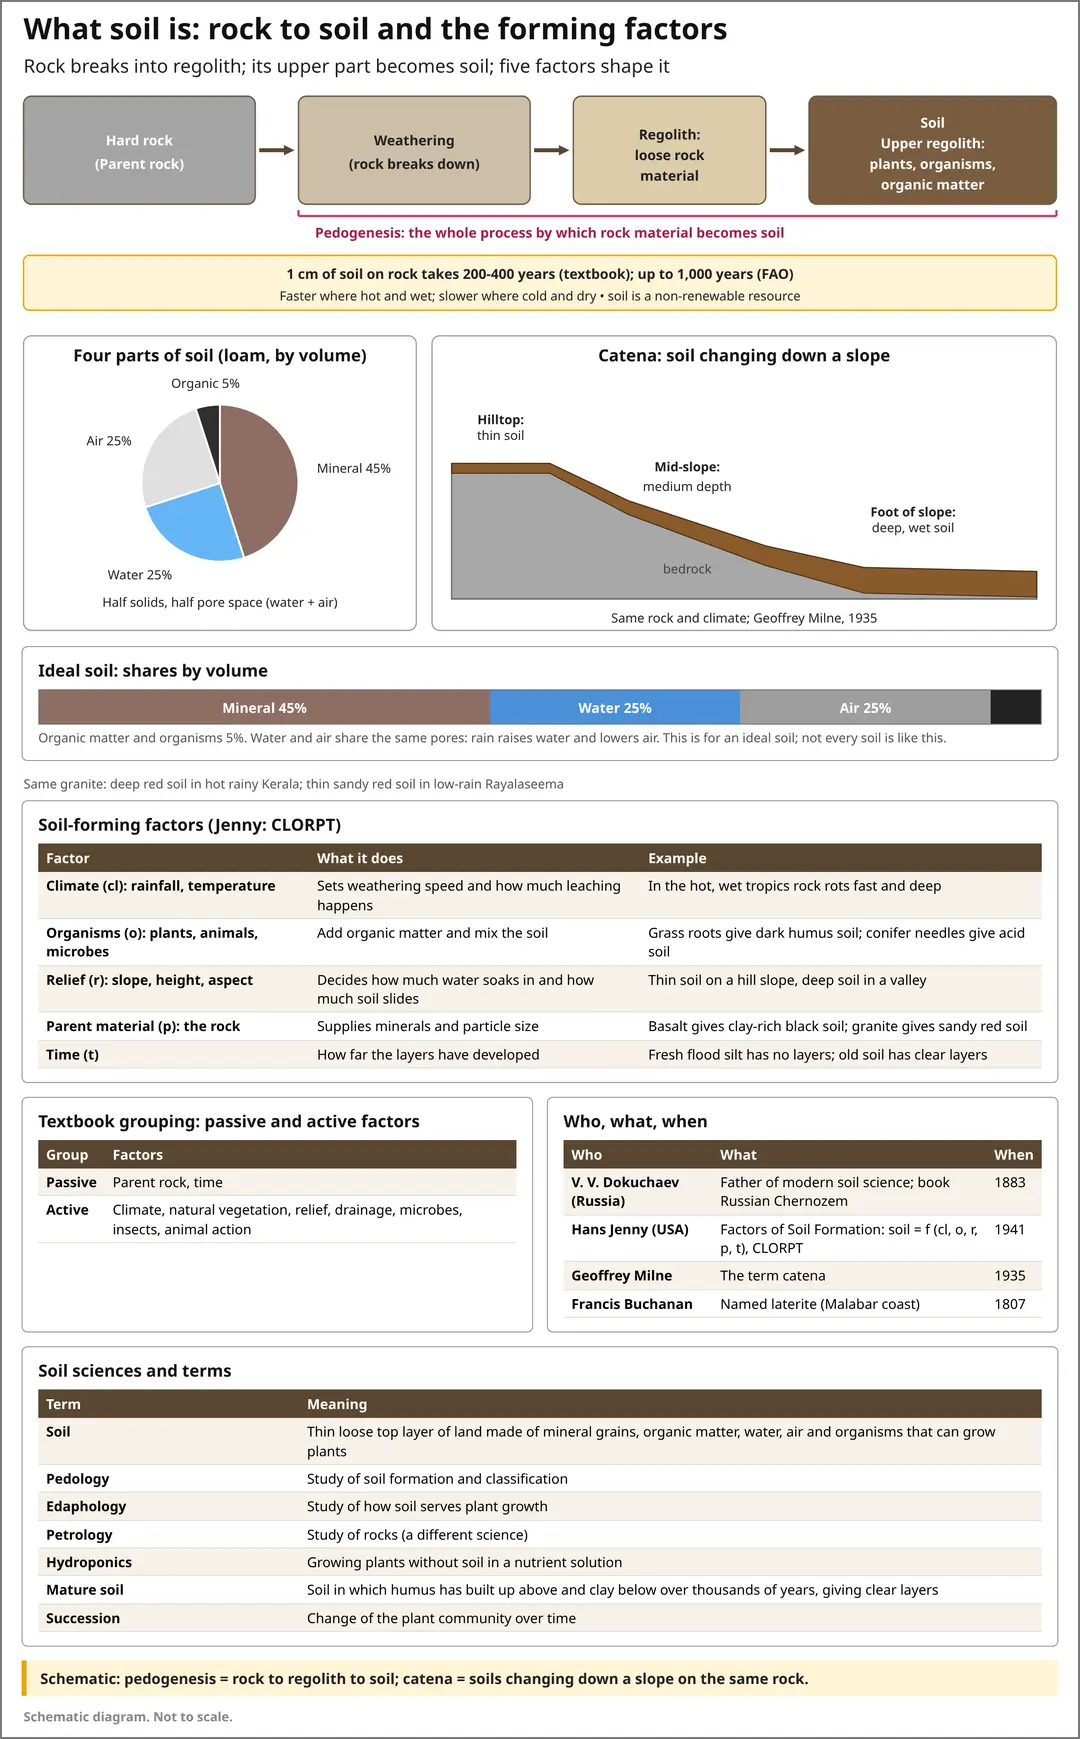 What soil is: rock to soil and the forming factors
Rock breaks into regolith; its upper part becomes soil; five factors shape it
Hard rock
(Parent rock)
Weathering
(rock breaks down)
Regolith:
loose rock
material
Soil
Upper regolith:
plants, organisms,
organic matter
Pedogenesis: the whole process by which rock material becomes soil
1 cm of soil on rock takes 200-400 years (textbook); up to 1,000 years (FAO)
Faster where hot and wet; slower where cold and dry • soil is a non-renewable resource
Four parts of soil (loam, by volume)
Organic 5%
Air 25%
Mineral 45%
Water 25%
Half solids, half pore space (water + air)
Catena: soil changing down a slope
Hilltop:
thin soil
Mid-slope:
medium depth
Foot of slope:
deep, wet soil
bedrock
Same rock and climate; Geoffrey Milne, 1935
Ideal soil: shares by volume
Mineral 45%
Water 25%
Air 25%
Organic matter and organisms 5%. Water and air share the same pores: rain raises water and lowers air. This is for an ideal soil; not every soil is like this.
Same granite: deep red soil in hot rainy Kerala; thin sandy red soil in low-rain Rayalaseema
Soil-forming factors (Jenny: CLORPT)
Factor
What it does
Example
Climate (cl): rainfall, temperature
Sets weathering speed and how much leaching
happens
In the hot, wet tropics rock rots fast and deep
Organisms (o): plants, animals,
microbes
Add organic matter and mix the soil
Grass roots give dark humus soil; conifer needles give acid
soil
Relief (r): slope, height, aspect
Decides how much water soaks in and how
much soil slides
Thin soil on a hill slope, deep soil in a valley
Parent material (p): the rock
Supplies minerals and particle size
Basalt gives clay-rich black soil; granite gives sandy red soil
Time (t)
How far the layers have developed
Fresh flood silt has no layers; old soil has clear layers
Textbook grouping: passive and active factors
Group
Factors
Passive
Parent rock, time
Active
Climate, natural vegetation, relief, drainage, microbes,
insects, animal action
Who, what, when
Who
What
When
V. V. Dokuchaev
(Russia)
Father of modern soil science; book
Russian Chernozem
1883
Hans Jenny (USA)
Factors of Soil Formation: soil = f (cl, o, r,
p, t), CLORPT
1941
Geoffrey Milne
The term catena
1935
Francis Buchanan
Named laterite (Malabar coast)
1807
Soil sciences and terms
Term
Meaning
Soil
Thin loose top layer of land made of mineral grains, organic matter, water, air and organisms that can grow
plants
Pedology
Study of soil formation and classification
Edaphology
Study of how soil serves plant growth
Petrology
Study of rocks (a different science)
Hydroponics
Growing plants without soil in a nutrient solution
Mature soil
Soil in which humus has built up above and clay below over thousands of years, giving clear layers
Succession
Change of the plant community over time
Schematic: pedogenesis = rock to regolith to soil; catena = soils changing down a slope on the same rock.
Schematic diagram. Not to scale.